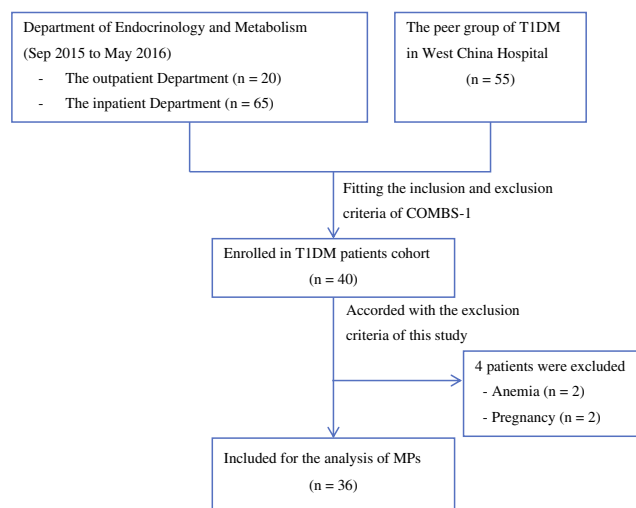 Department of Endocrinology and Metabolism
(Sep 2015 to May 2016)
- The outpatient Department (n = 20)
- The inpatient Department (n = 65)
The peer group of T1DM
in West China Hospital
(n = 55)
Fitting the inclusion and exclusion
criteria of COMBS-1
Enrolled in T1DM patients cohort
(n = 40)
Accorded with the exclusion
criteria of this study
4 patients were excluded
- Anemia (n = 2)
- Pregnancy (n = 2)
Included for the analysis of MPs
(n = 36)